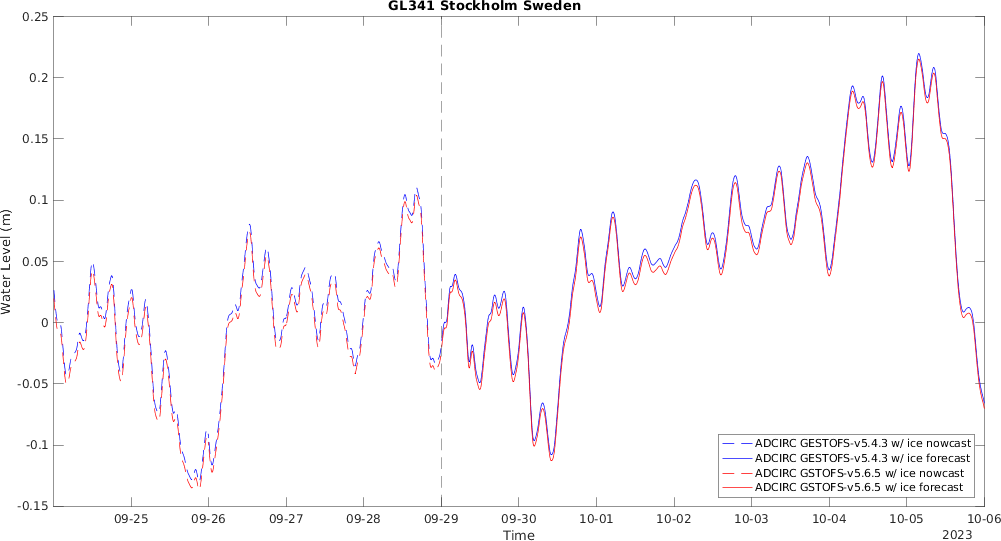 GL341 Stockholm Sweden
Water Level (m)
0.25
0.2
0.15
0.1
0.05
0
-0.05
-0.1
-0.15
ADCIRC GESTOFS-v5.4.3 w/ ice nowcast
ADCIRC GESTOFS-v5.4.3 w/ ice forecast
ADCIRC GSTOFS-v5.6.5 w/ ice nowcast
ADCIRC GSTOFS-v5.6.5 w/ ice forecast
09-25 09-26 09-27 09-28 09-29 09-30 10-01 10-02 10-03 10-04 10-05 10-06
Time
2023